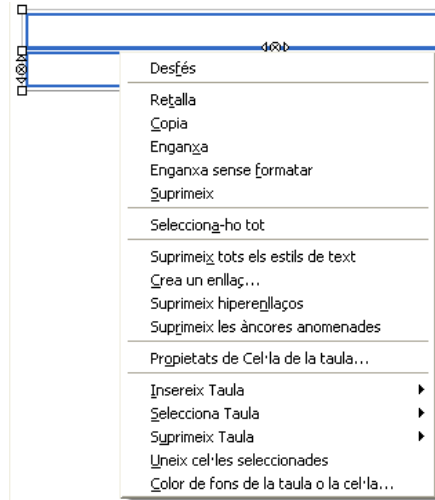 Desfés
Retalla
Copia
Enganxa
Enganxa sense formatar
Suprimeix
Selecciona-ho tot
Suprimeix tots els estils de text
Crea un enllaç...
Suprimeix hiperenllaços
Suprimeix les àncores anomenades
Propietats de Cel·la de la taula...
Insereix Taula
Selecciona Taula
Suprimeix Taula
Uneix cel·les seleccionades
Color de fons de la taula o la cel·la...